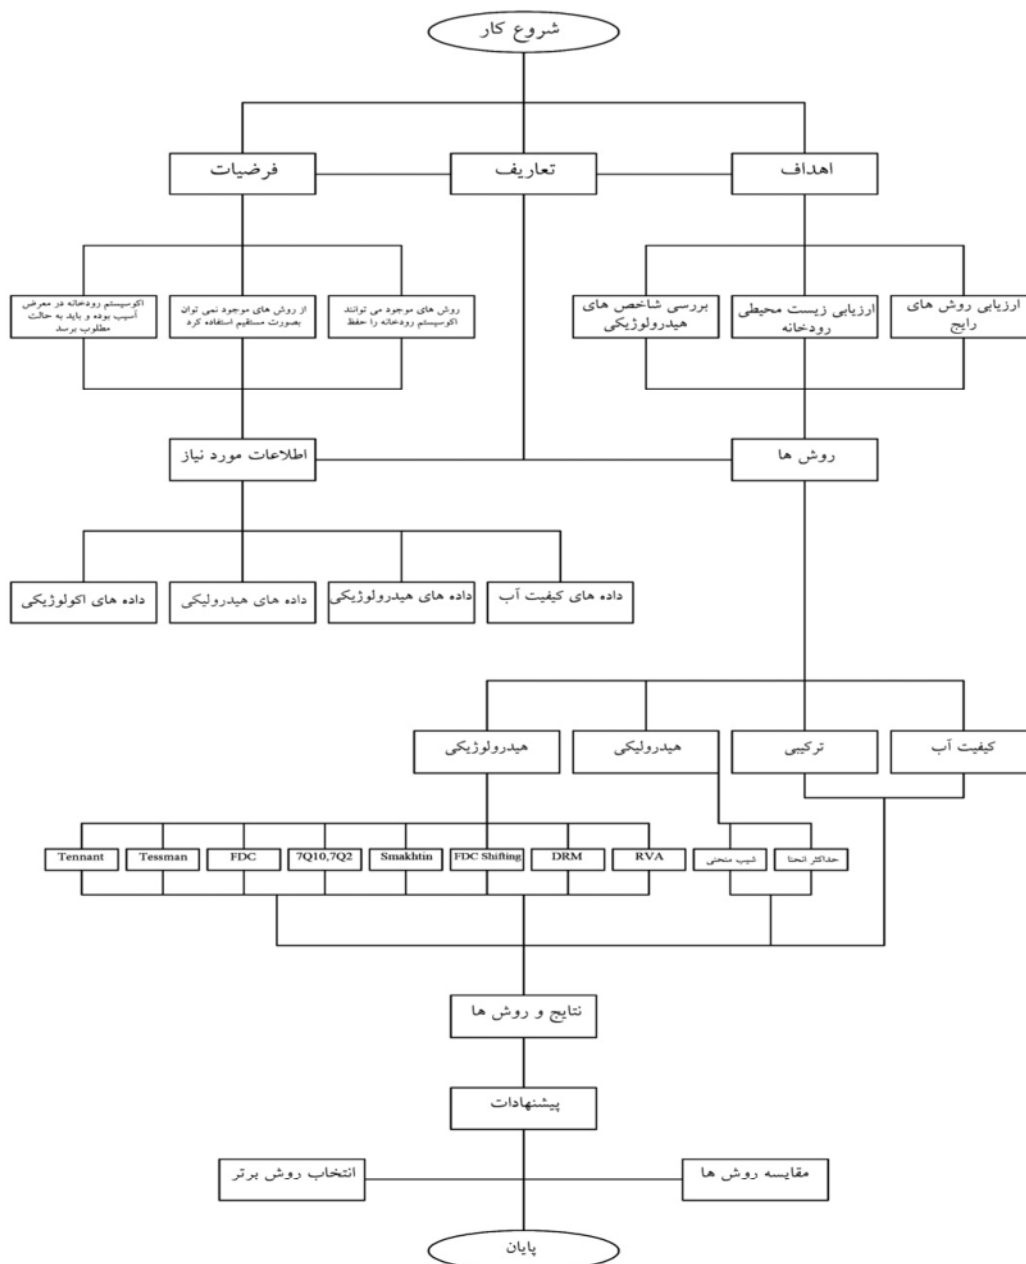 شروع کار
اهداف
تعاریف
فرضیات
ارزیابی روش های
رایج
ارزیابی زیست محیطی
رودخانه
بررسی شاخص های
هیدرولوژیکی
روش های موجود می توانند
اکوسیستم رودخانه را حفظ
از روش های موجود نمی توان
بصورت مستقیم استفاده کرد
اکوسیستم رودخانه در معرض
آسیب بوده و باید به حالت
مطلوب برسد
روش ها
اطلاعات مورد نیاز
داده های کیفیت آب
داده های هیدرولوژیکی
داده های هیدرولیکی
داده های اکولوژیکی
کیفیت آب
ترکیبی
هیدرولیکی
هیدرولوژیکی
حداکثر انحنا
شیب منحنی
RVA
DRM
FDC Shifting
Smakhtin
7Q10,7Q2
FDC
Tessman
Tennant
نتایج و روش ها
پیشنهادات
مقایسه روش ها
انتخاب روش برتر
پایان